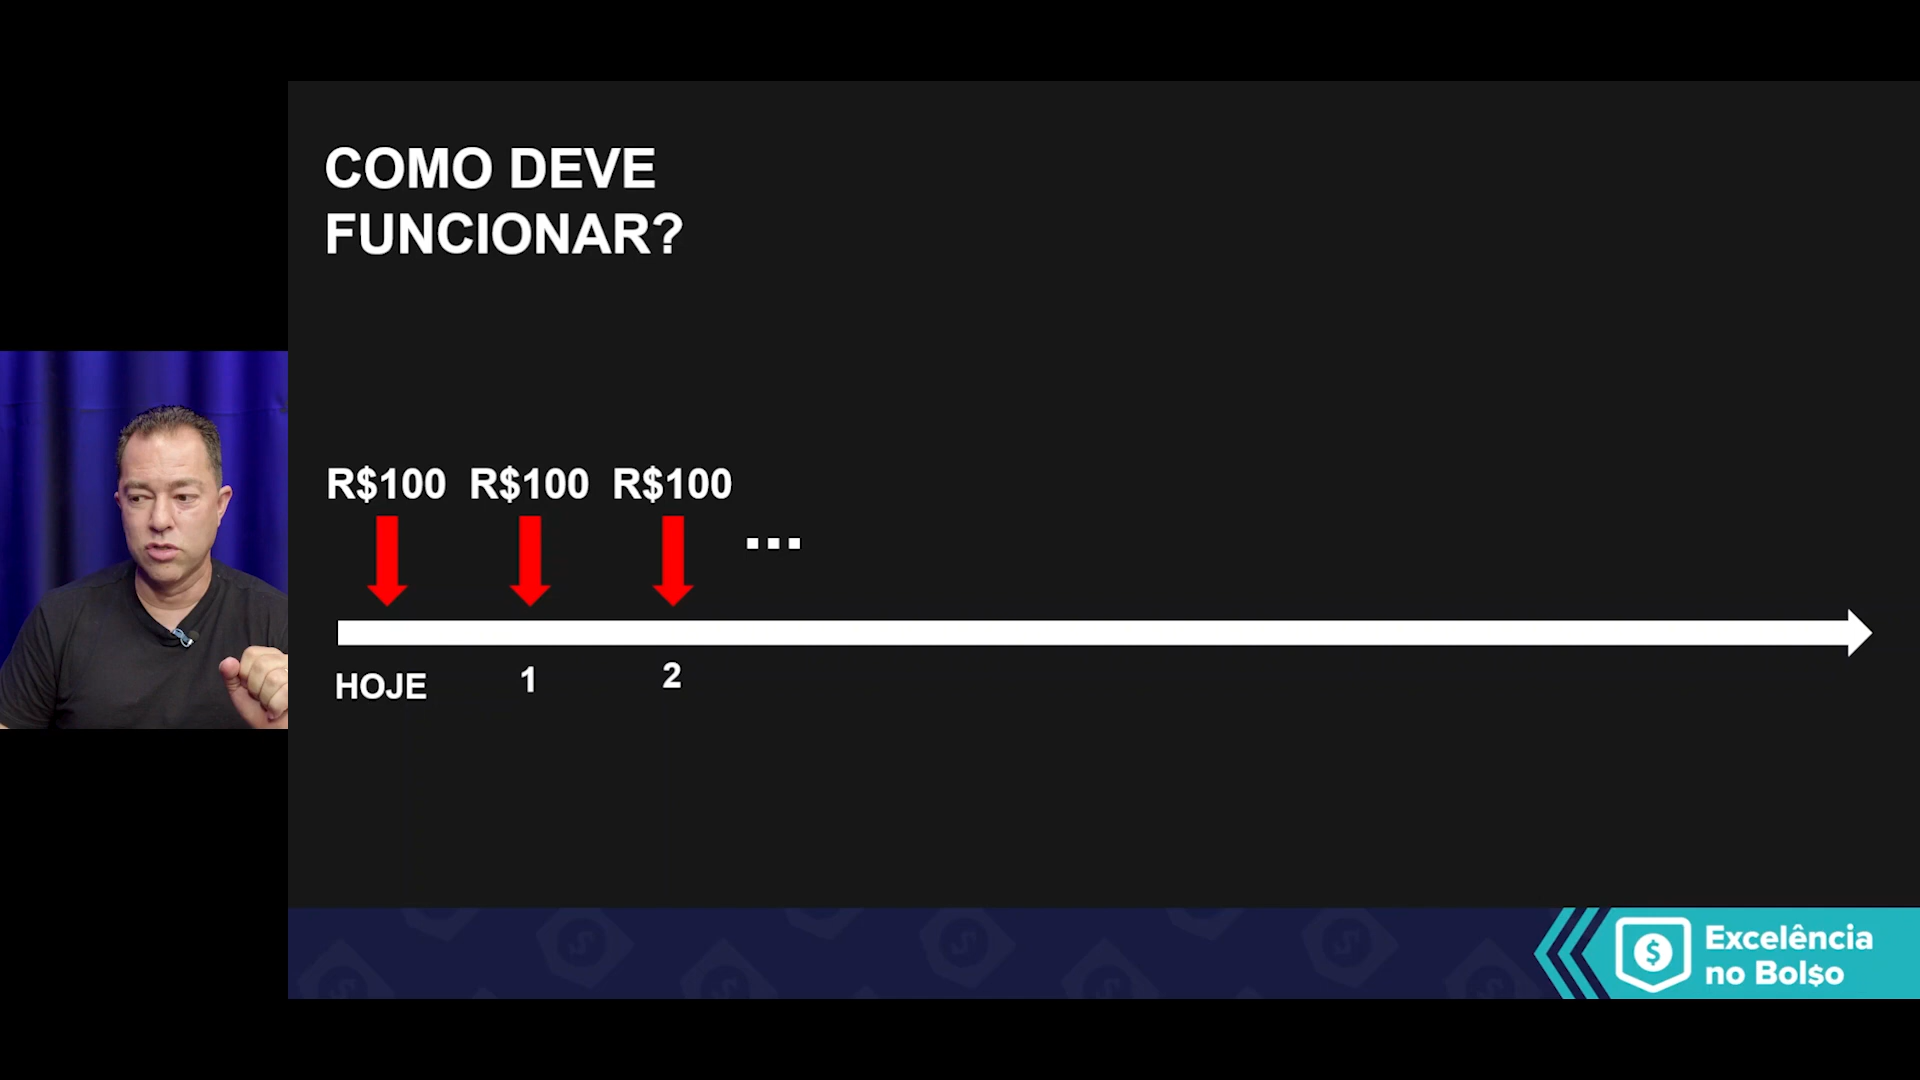 COMO DEVE
FUNCIONAR?
R$100 R$100 R$100
...
HOJE 1 2
$ Excelência
no Bol$o